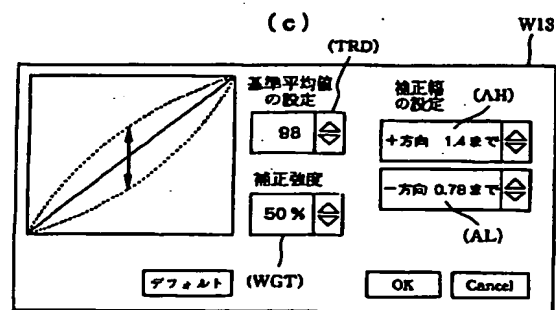 (c)
W13
(TRD)
基準平均値
の設定
98
補正幅
の設定
(AH)
+方向 1.4まで
補正強度
50%
−方向 0.78まで
(AL)
(WGT)
デフォルト
OK
Cancel